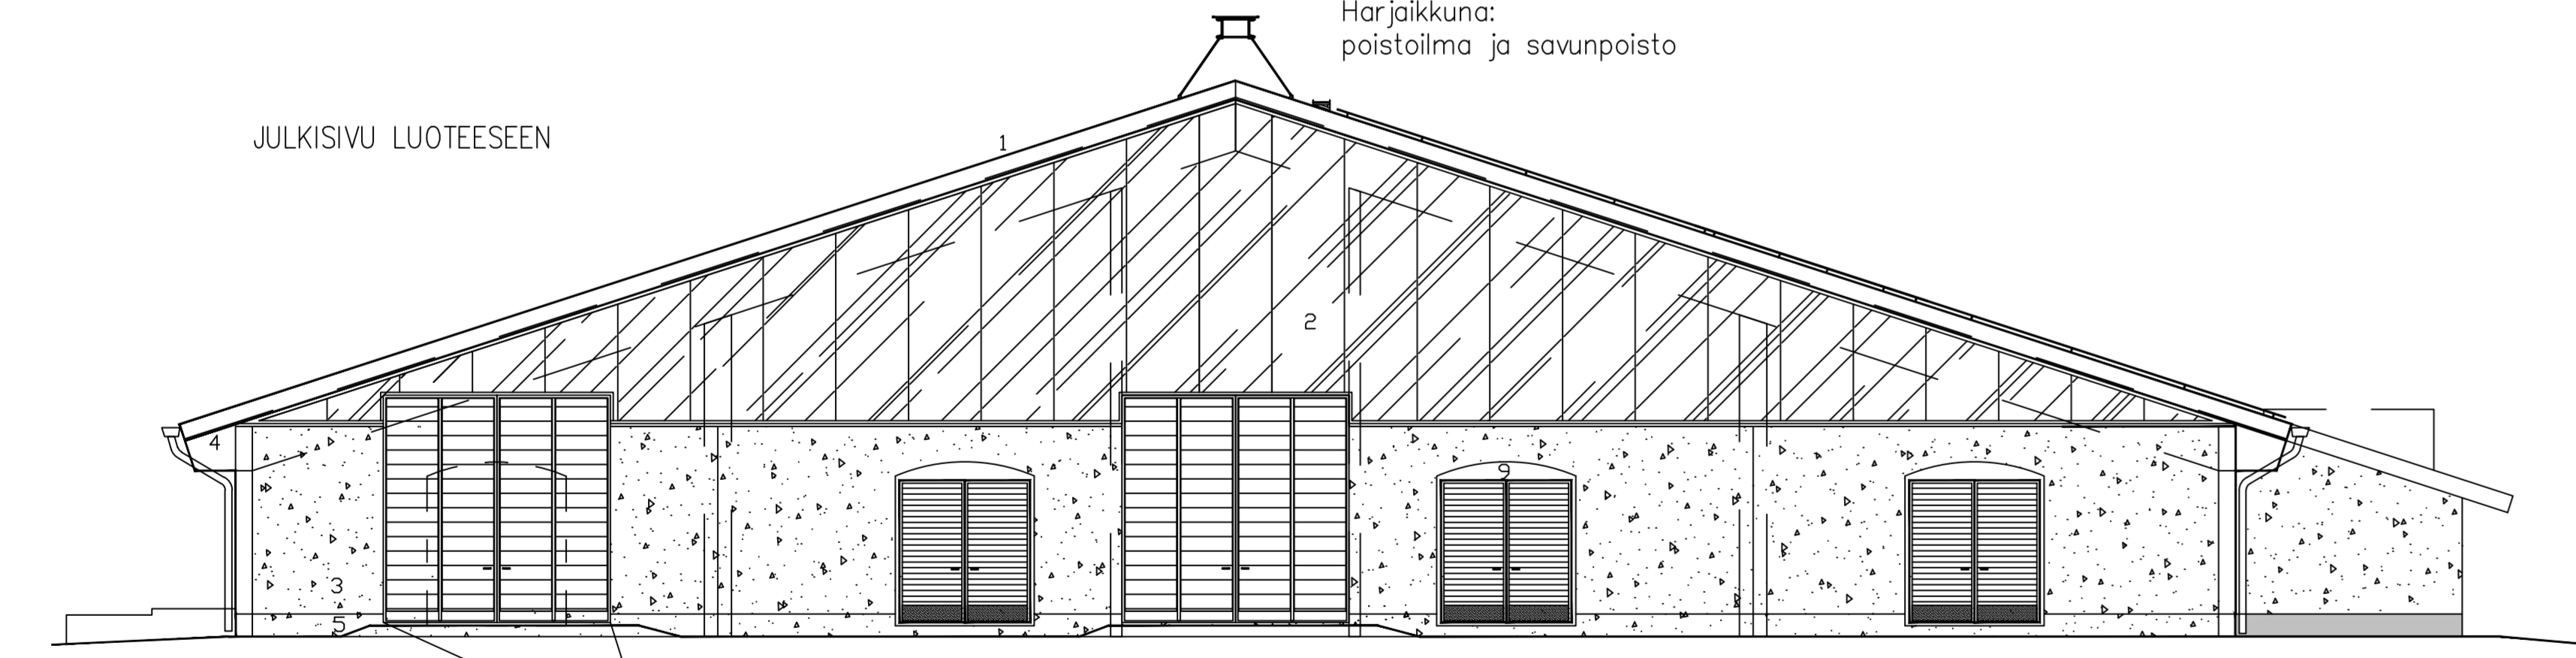 Harjaikkuna:
poistoilma ja savunpoisto
JULKISIVU LUOTEESEEN
1
2
4
9
3
5